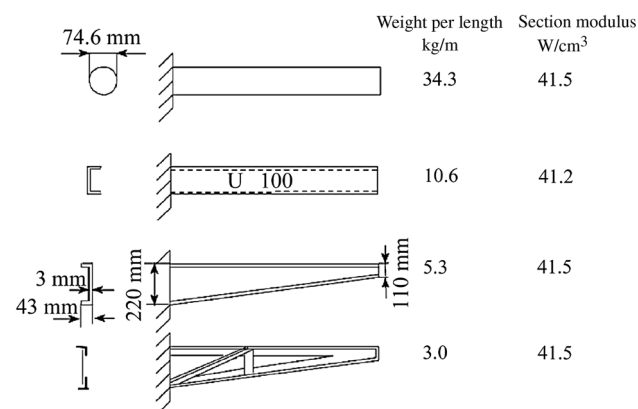 Weight per length Section modulus
kg/m W/cm³
74.6 mm
34.3 41.5
U 100 10.6 41.2
3 mm 220 mm 110 mm 5.3 41.5
43 mm
3.0 41.5